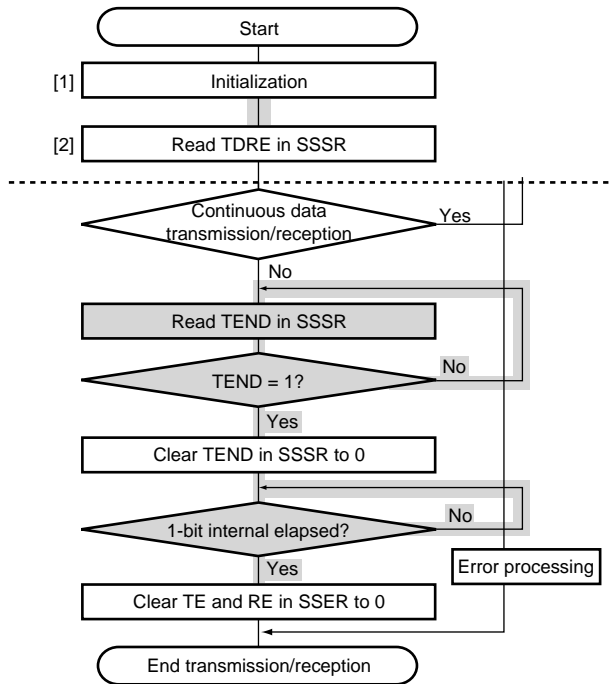 Start
[1] Initialization
[2] Read TDRE in SSSR
Continuous data
transmission/reception
Yes
No
Read TEND in SSSR
TEND = 1?
No
Yes
Clear TEND in SSSR to 0
1-bit internal elapsed?
No
Yes
Error processing
Clear TE and RE in SSER to 0
End transmission/reception